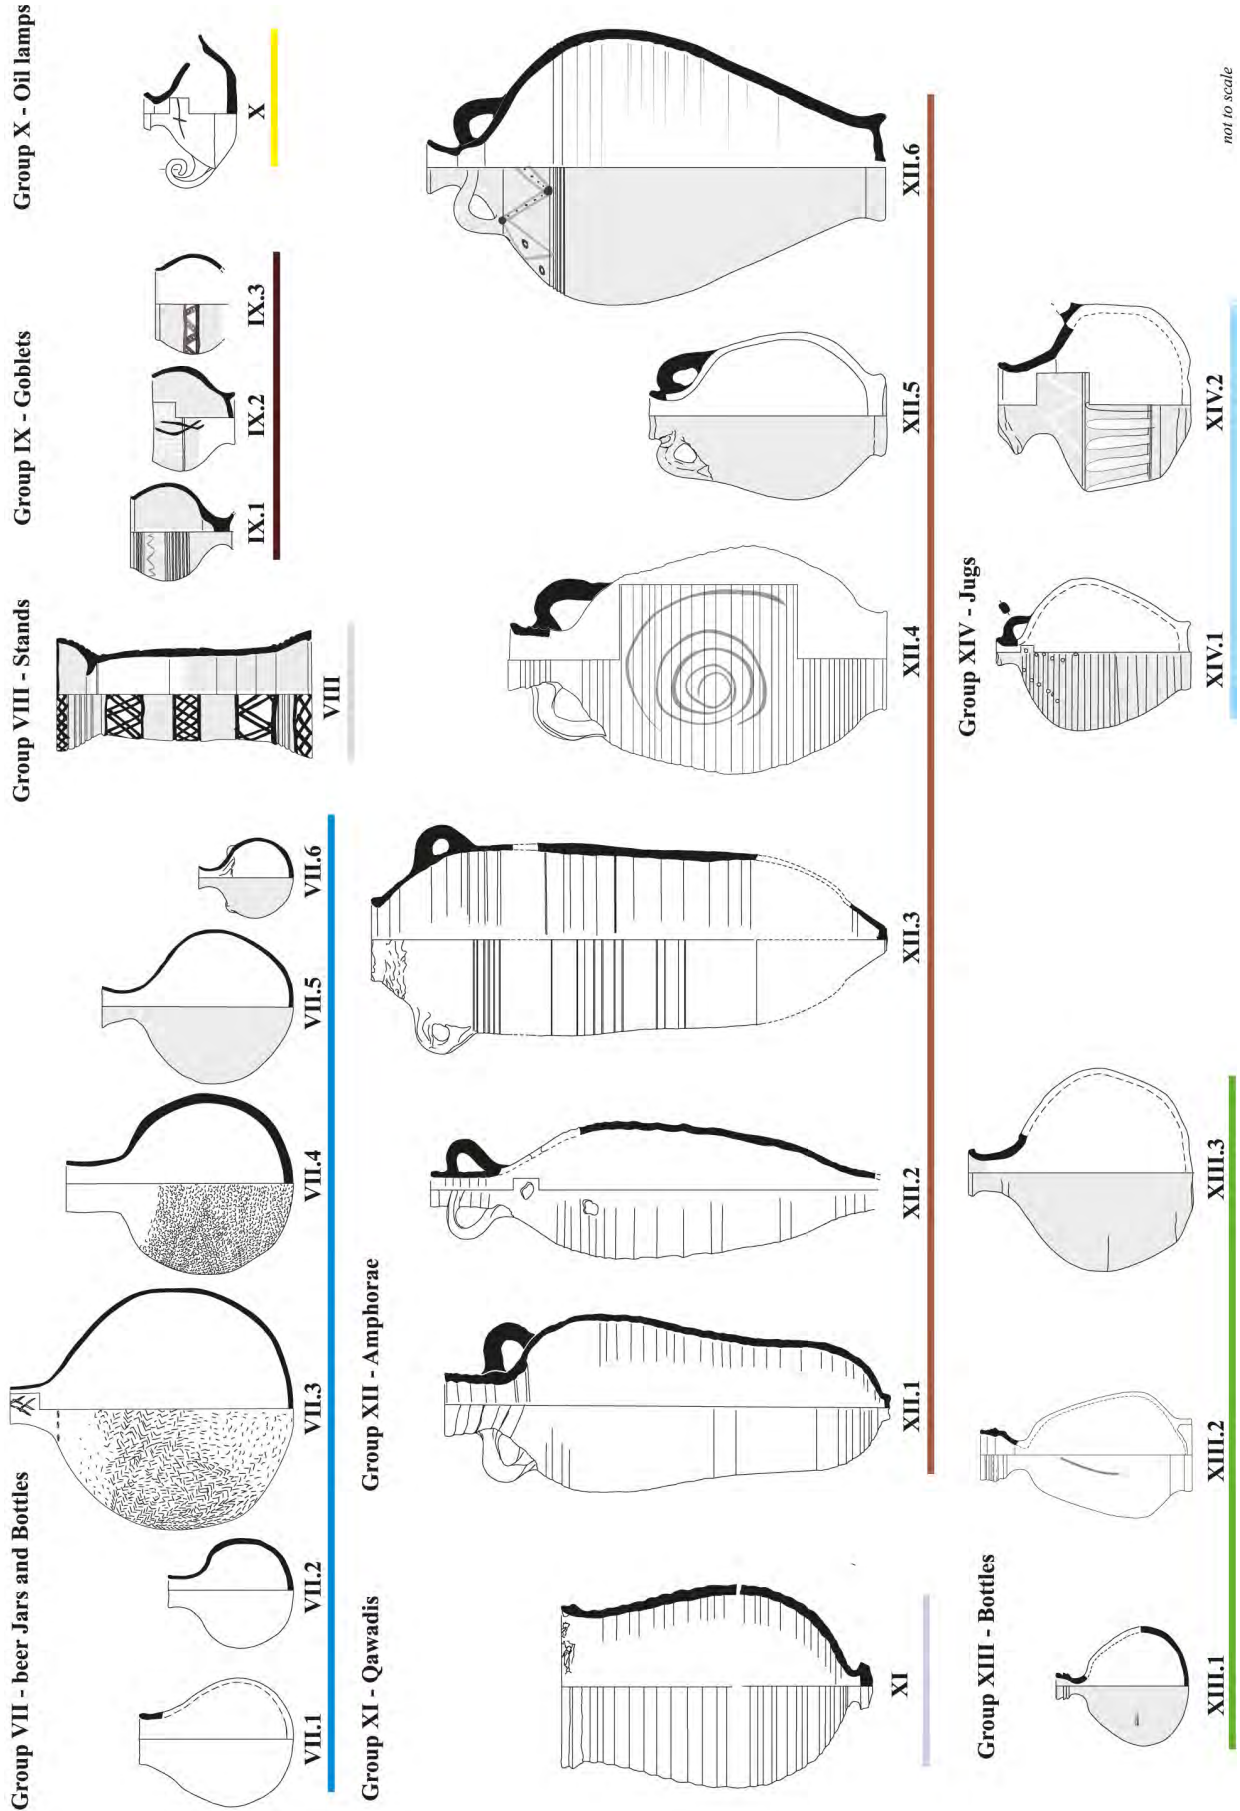 Group VII - beer Jars and Bottles
Group VIII - Stands
Group IX - Goblets
Group X - Oil lamps
VII.1
VII.2
VII.3
VII.4
VII.5
VII.6
VIII
IX.1
IX.2
IX.3
X
Group XI - Qawadis
Group XII - Amphorae
XI
XII.1
XII.2
XII.3
XII.4
XII.5
XII.6
Group XIII - Bottles
Group XIV - Jugs
XIII.1
XIII.2
XIII.3
XIV.1
XIV.2
not to scale